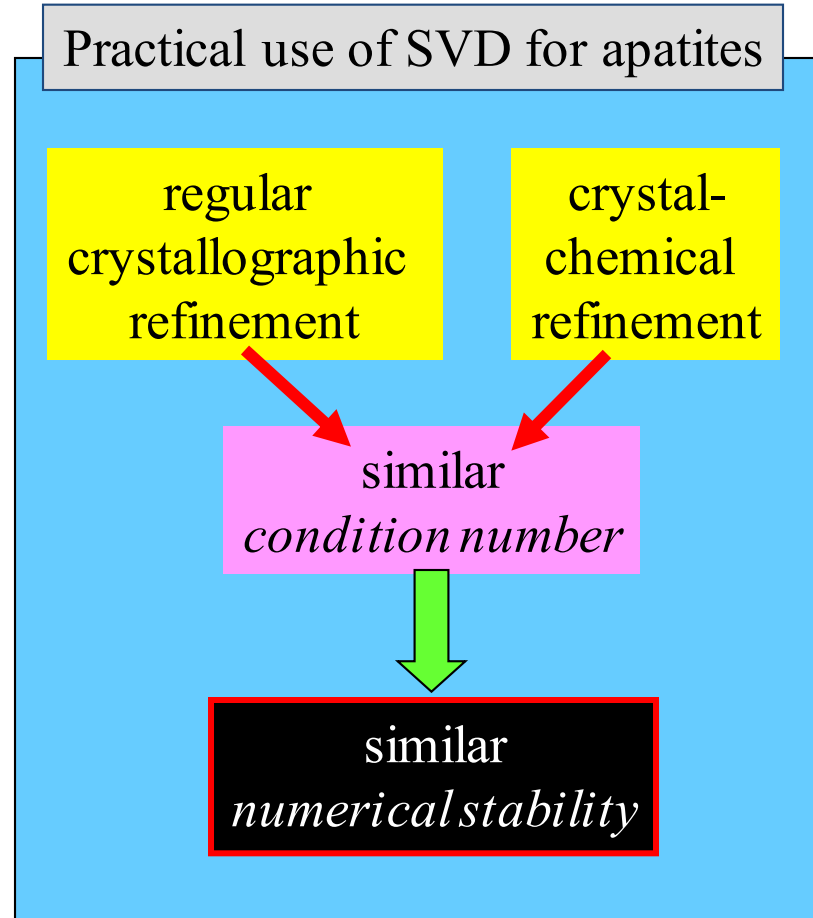 Practical use of SVD for apatites
regular
crystallographic
refinement
crystal-
chemical
refinement
similar
condition number
similar
numerical stability